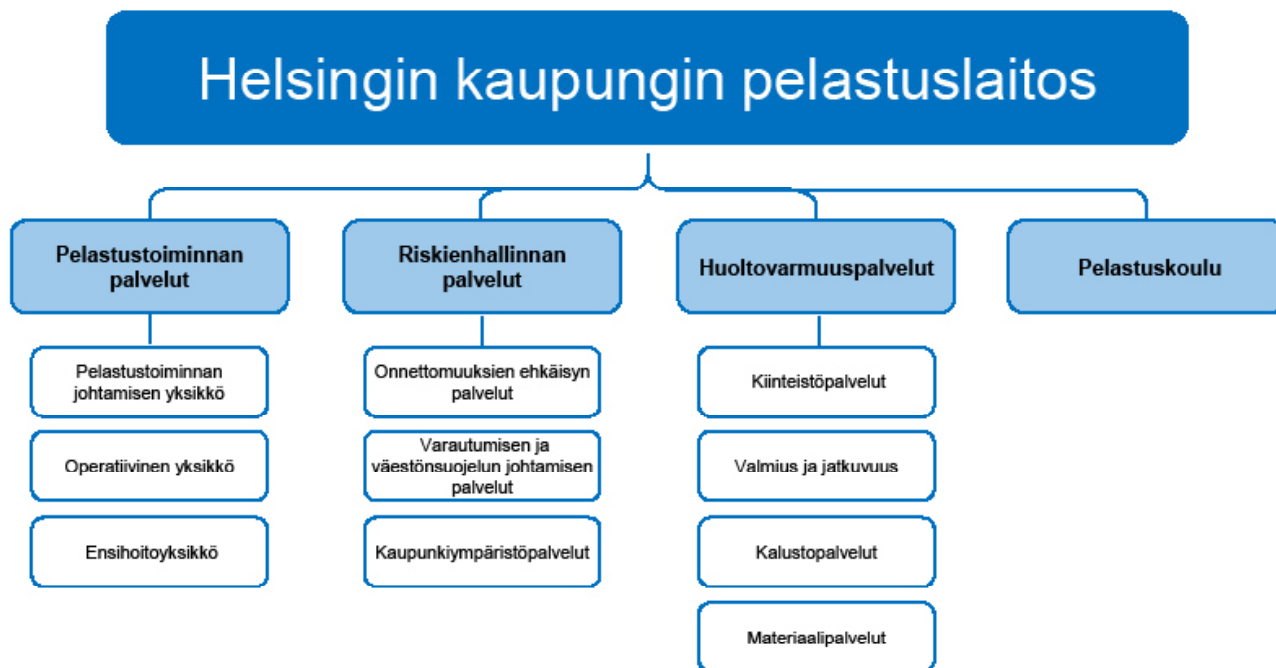 Helsingin kaupungin pelastuslaitos
Pelastustoiminnan
palvelut
Riskienhallinnan
palvelut
Huoltovarmuuspalvelut
Pelastuskoulu
Pelastustoiminnan
johtamisen yksikkö
Operatiivinen yksikkö
Ensihoitoyksikkö
Onnettomuuksien ehkäisyn
palvelut
Varautumisen ja
väestönsuojelun johtamisen
palvelut
Kaupunkiympäristöpalvelut
Kiinteistöpalvelut
Valmius ja jatkuvuus
Kalustopalvelut
Materiaalipalvelut